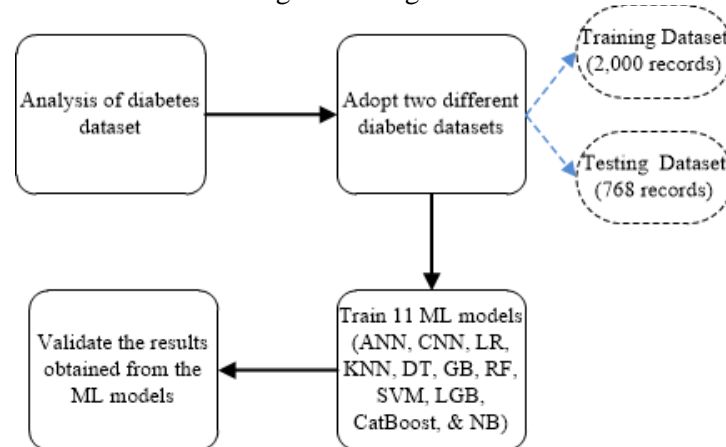 Analysis of diabetes
dataset
Adopt two different
diabetic datasets
Training Dataset
(2,000 records)
Testing Dataset
(768 records)
Validate the results
obtained from the
ML models
Train 11 ML models
(ANN, CNN, LR,
KNN, DT, GB, RF,
SVM, LGB,
CatBoost, & NB)